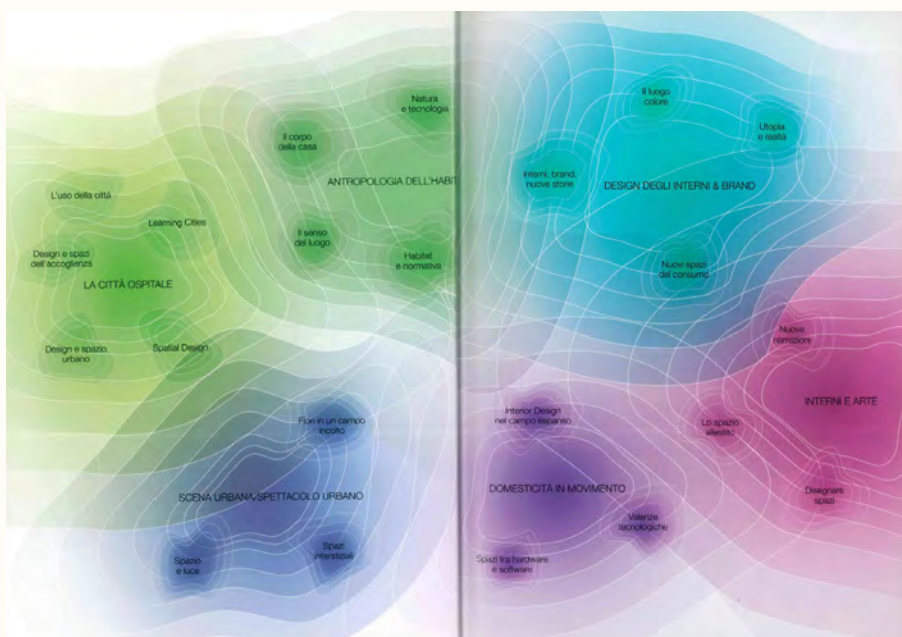 Natura
e tecnologia
Il corpo
della casa
ANTROPOLOGIA DELL'HABIT
Il senso
del luogo
Habitat
e normativa
L'uso della città
Learning Cities
Design e spazi
dell'accoglienza
LA CITTÀ OSPITALE
Design e spazio
urbano
Spatial Design
Fiori in un campo
incolto
SCENA URBANA/SPETTACOLO URBANO
Spazio
e luce
Spazi
interstiziali
Il luogo
colore
Utopia
e realtà
Interni, brand,
nuove storie
DESIGN DEGLI INTERNI & BRAND
Nuovi spazi
del consumo
Nuove
narrazioni
INTERNI E ARTE
Lo spazio
allestito
Disegnare
spazi
Interior Design
nel campo espanso
DOMESTICITÀ IN MOVIMENTO
Valenze
tecnologiche
Spazi tra hardware
e software